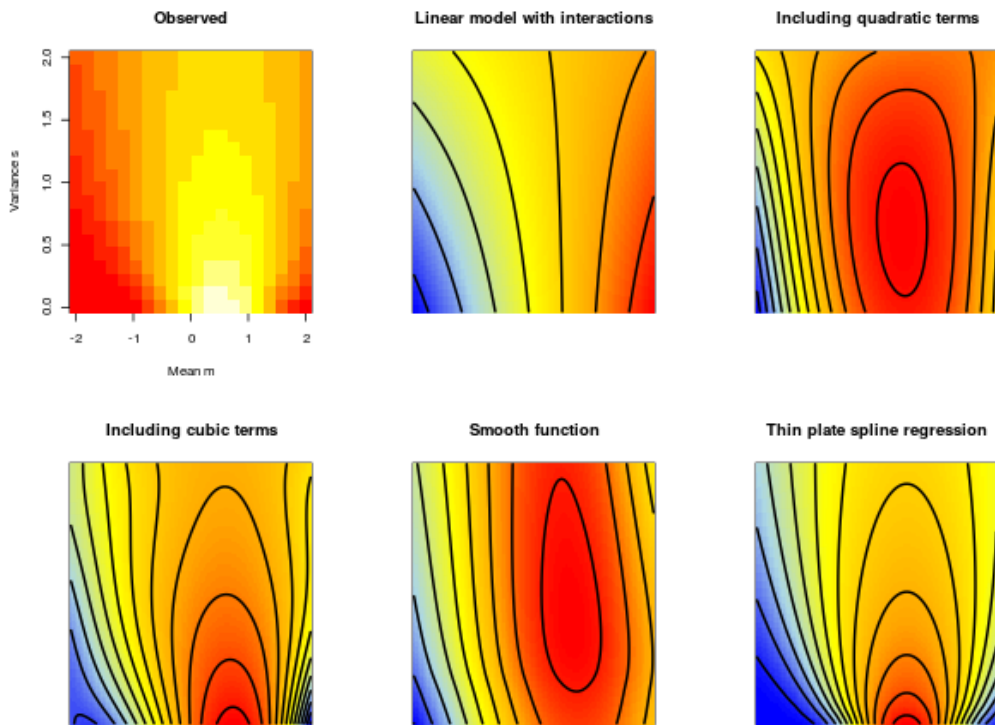 Observed
Linear model with interactions
Including quadratic terms
2.0
1.5
1.0
0.5
0.0
Variance s
-2 -1 0 1 2
Mean m
Including cubic terms
Smooth function
Thin plate spline regression